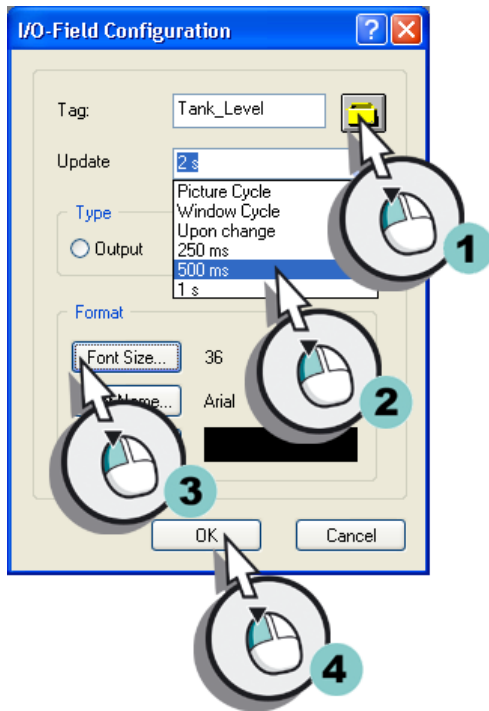 I/O-Field Configuration
Tag: Tank_Level
1
Update 2 s
Picture Cycle
Window Cycle
Upon change
250 ms
500 ms
1 s
Type
Output
Format
Font Size... 36
2
Arial
3
OK Cancel
4